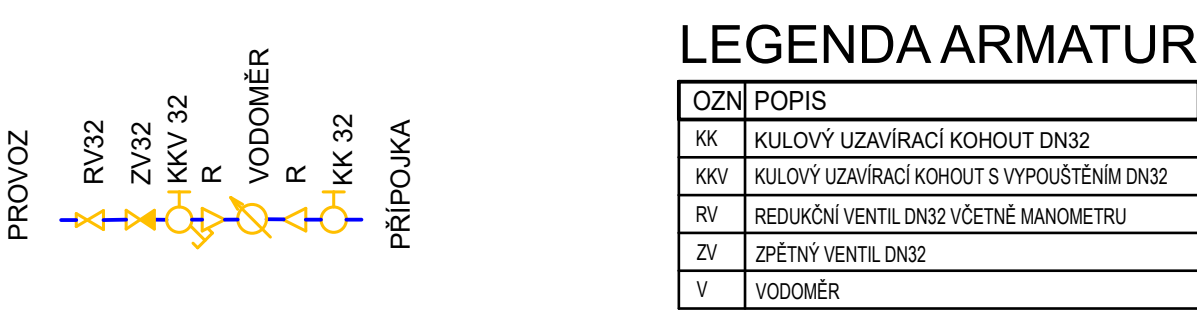 PROVOZ
RV32
ZV32
KKV 32
R
VODOMĚR
R
KK 32
PŘÍPOJKA
LEGENDA ARMATUR
OZN POPIS
KK KULOVÝ UZAVÍRACÍ KOHOUT DN32
KKV KULOVÝ UZAVÍRACÍ KOHOUT S VYPOUŠTĚNÍM DN32
RV REDUKČNÍ VENTIL DN32 VČETNĚ MANOMETRU
ZV ZPĚTNÝ VENTIL DN32
V VODOMĚR